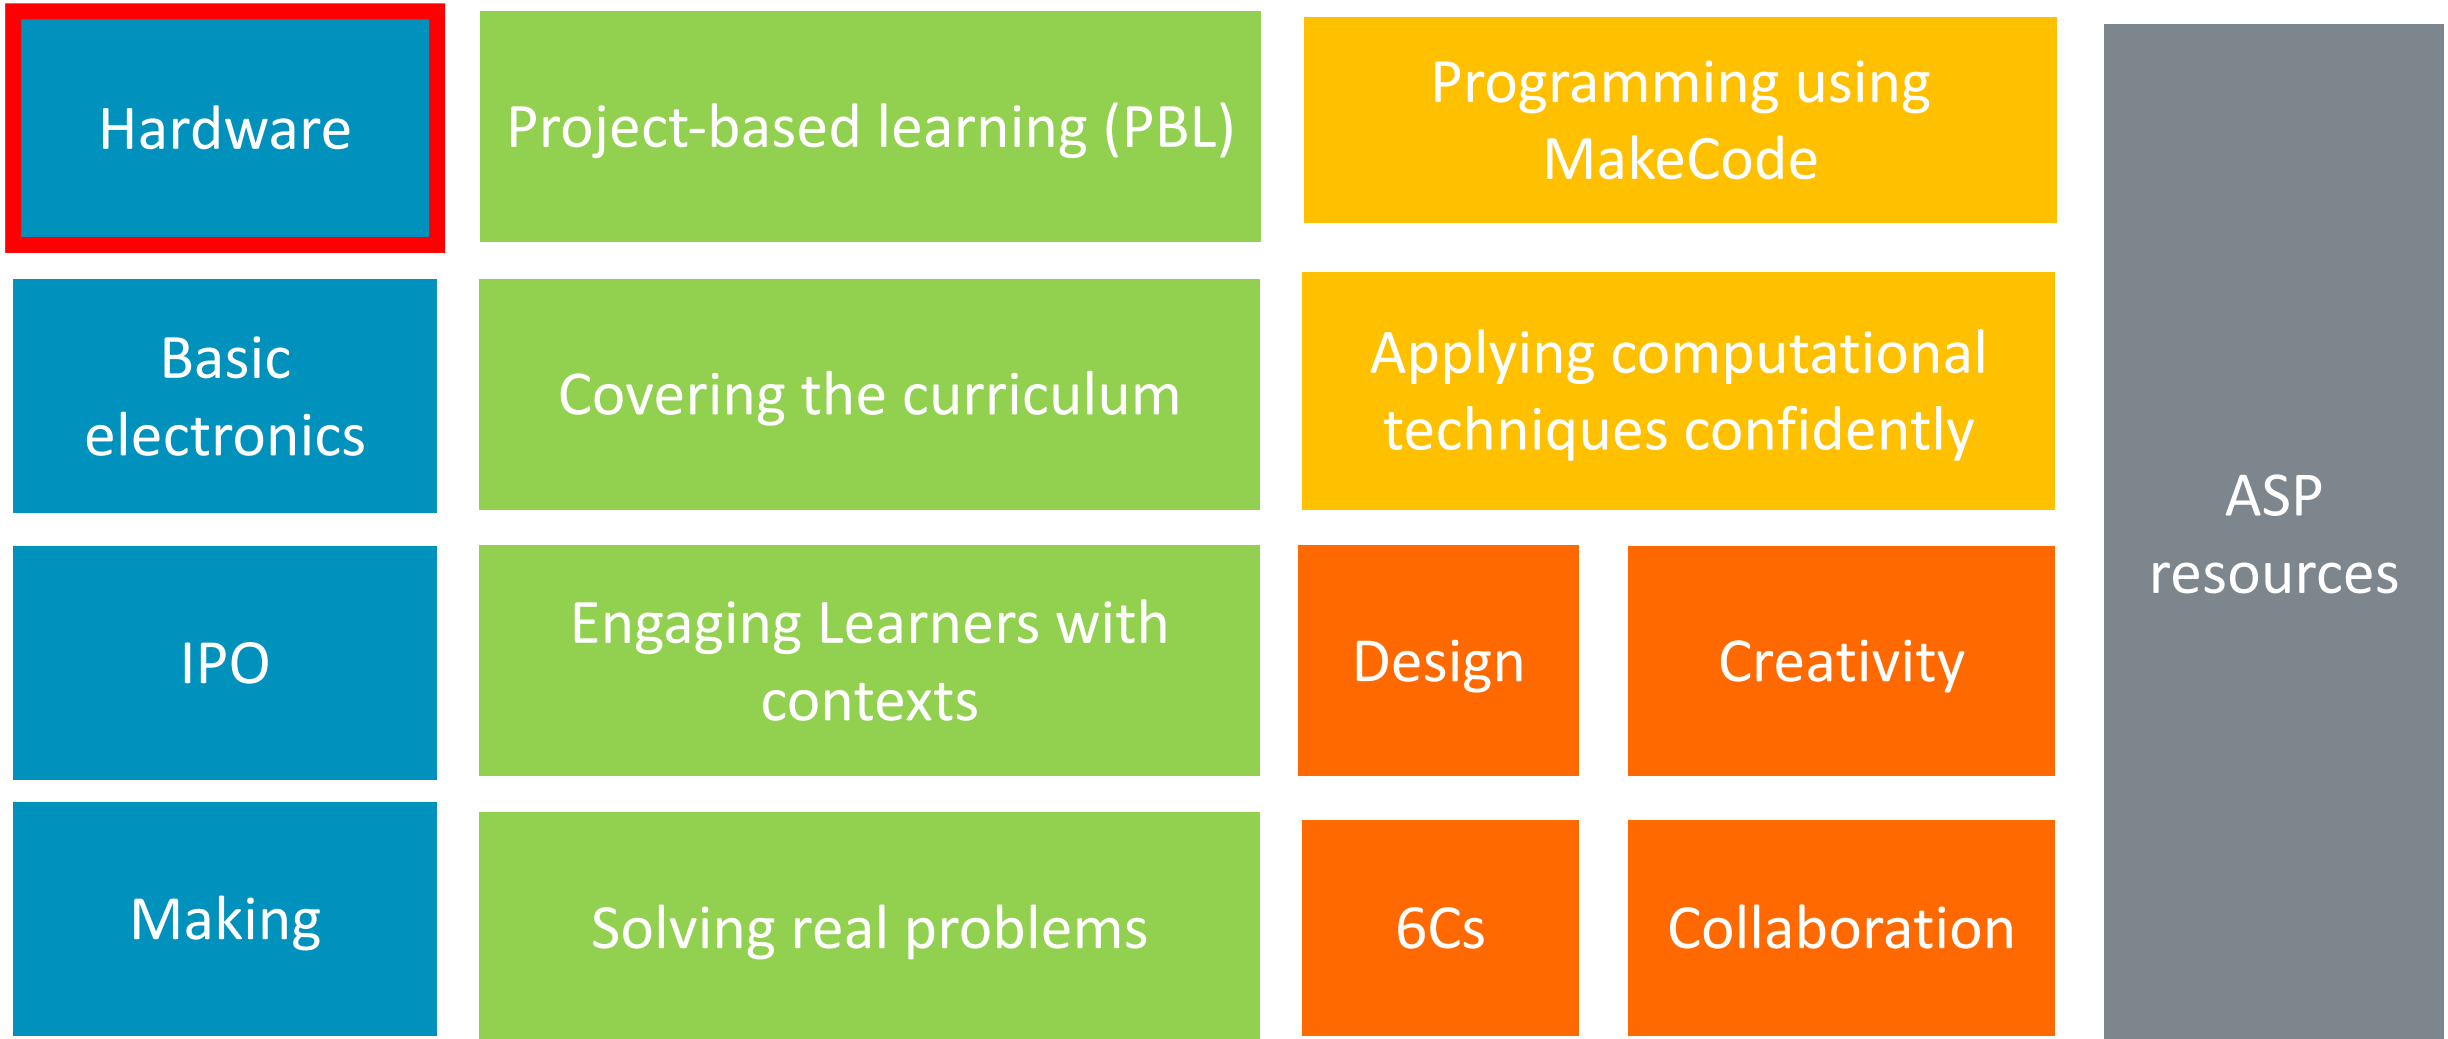 Hardware
Project-based learning (PBL)
Programming using
MakeCode
Basic
electronics
Covering the curriculum
Applying computational
techniques confidently
ASP
resources
IPO
Engaging Learners with
contexts
Design
Creativity
Making
Solving real problems
6Cs
Collaboration